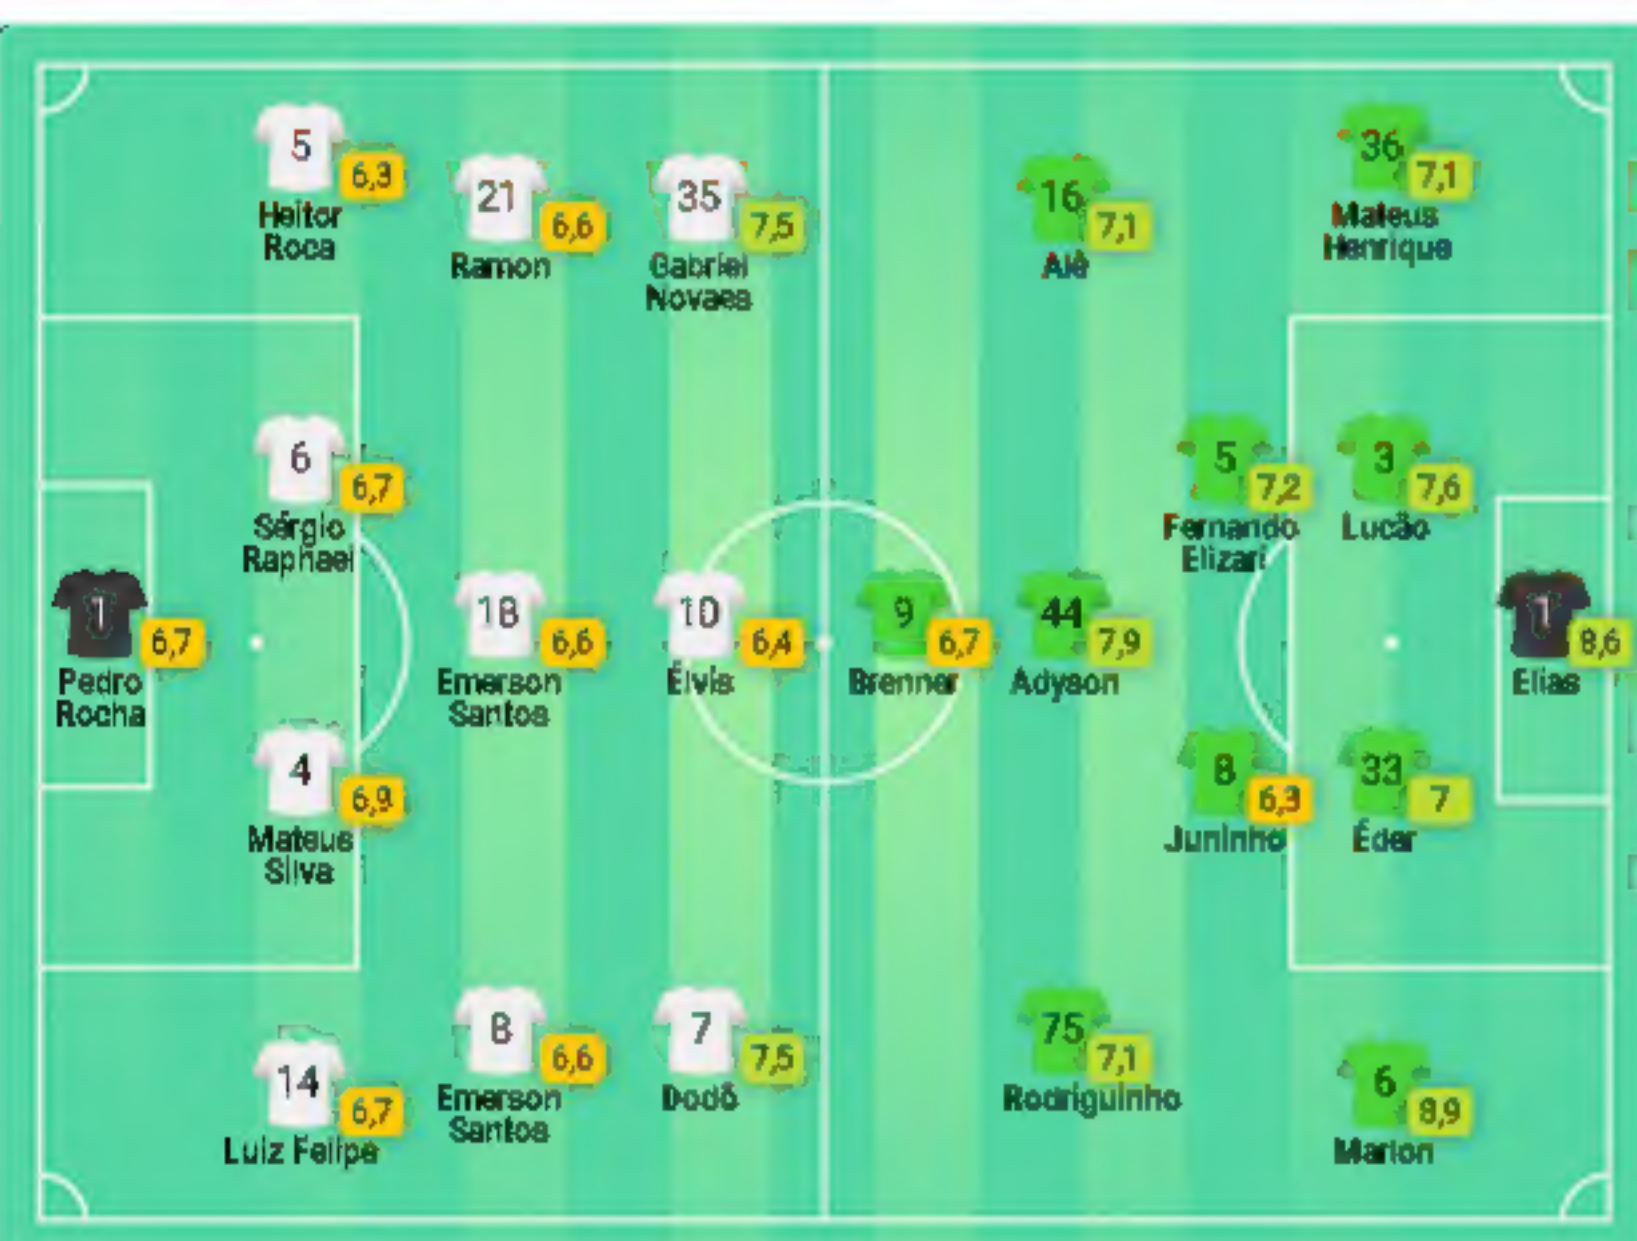 5
6,3
Heitor
Roca
21
6,6
Ramon
35
7,5
Gabriel
Novaes
16
7,1
Alê
36
7,1
Mateus
Henrique
6
6,7
Sérgio
Raphael
5
7,2
Fernando
Elizari
3
7,6
Lucão
1
6,7
Pedro
Rocha
18
6,6
Emerson
Santos
10
6,4
Élvis
9
6,7
Brenner
44
7,9
Adyson
1
8,6
Elias
4
6,9
Mateus
Silva
8
6,3
Juninho
33
7
Éder
14
6,7
Luiz Felipe
8
6,6
Emerson
Santos
7
7,5
Dodô
75
7,1
Rodriguinho
6
8,9
Marlon